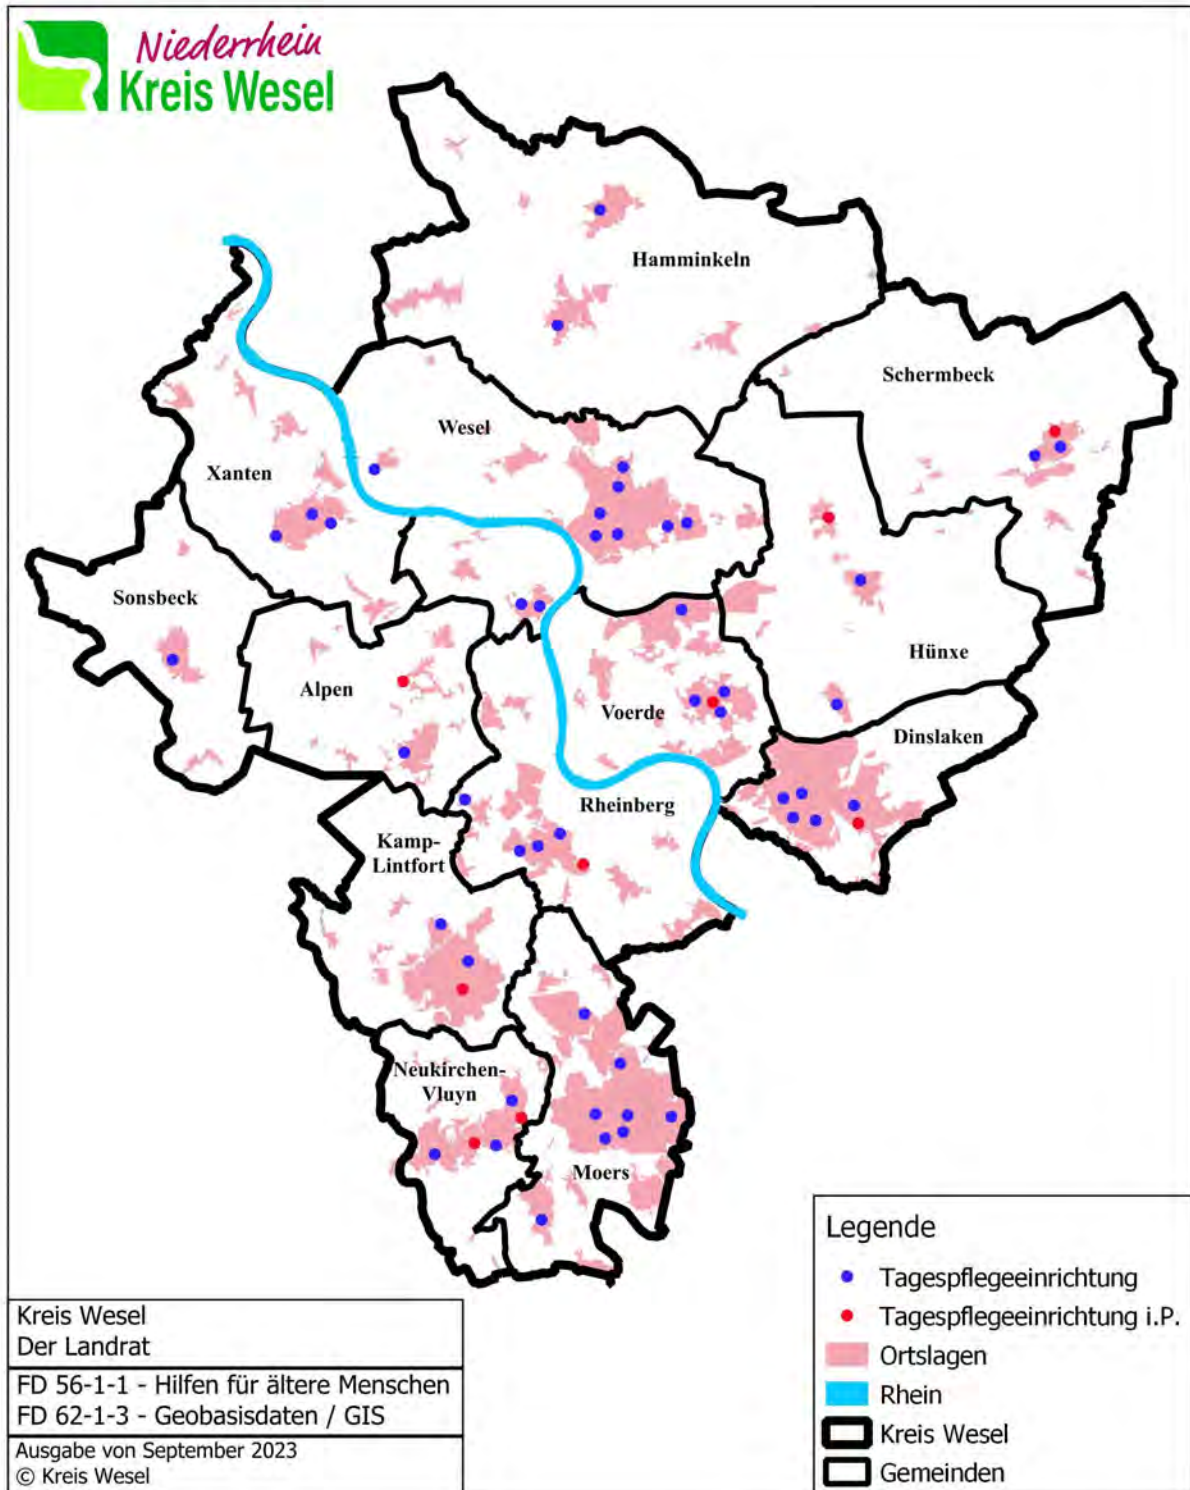 Niederrhein
Kreis Wesel
Hamminkeln
Schermbeck
Wesel
Xanten
Sonsbeck
Hünxe
Alpen
Voerde
Dinslaken
Rheinberg
Kamp-
Lintfort
Neukirchen-
Vluyn
Moers
Legende
Tagespflegeeinrichtung
Tagespflegeeinrichtung i.P.
Ortslagen
Rhein
Kreis Wesel
Gemeinden
Kreis Wesel
Der Landrat
FD 56-1-1 - Hilfen für ältere Menschen
FD 62-1-3 - Geobasisdaten / GIS
Ausgabe von September 2023
© Kreis Wesel